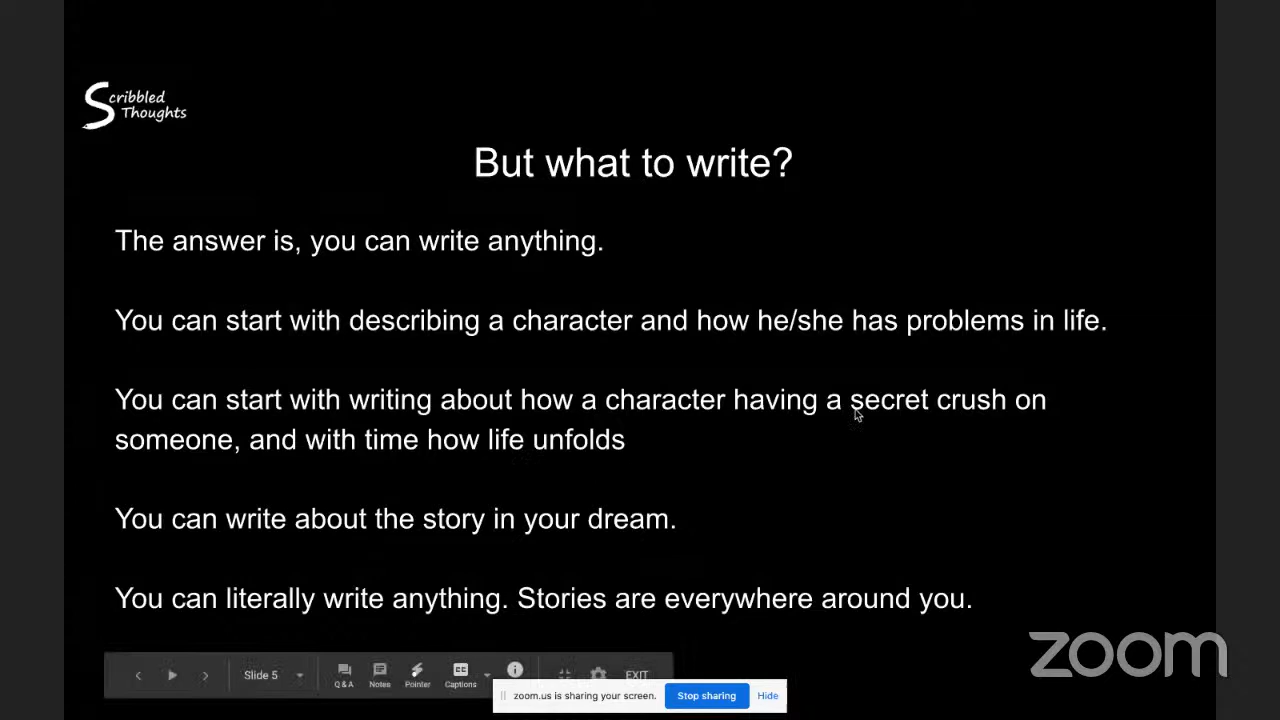 Scribbled
Thoughts
But what to write?
The answer is, you can write anything.
You can start with describing a character and how he/she has problems in life.
You can start with writing about how a character having a secret crush on
someone, and with time how life unfolds
You can write about the story in your dream.
You can literally write anything. Stories are everywhere around you.
zoom
Slide 5
Q & A
Notes
Pointer
Captions
EXIT
zoom.us is sharing your screen.
Stop sharing
Hide